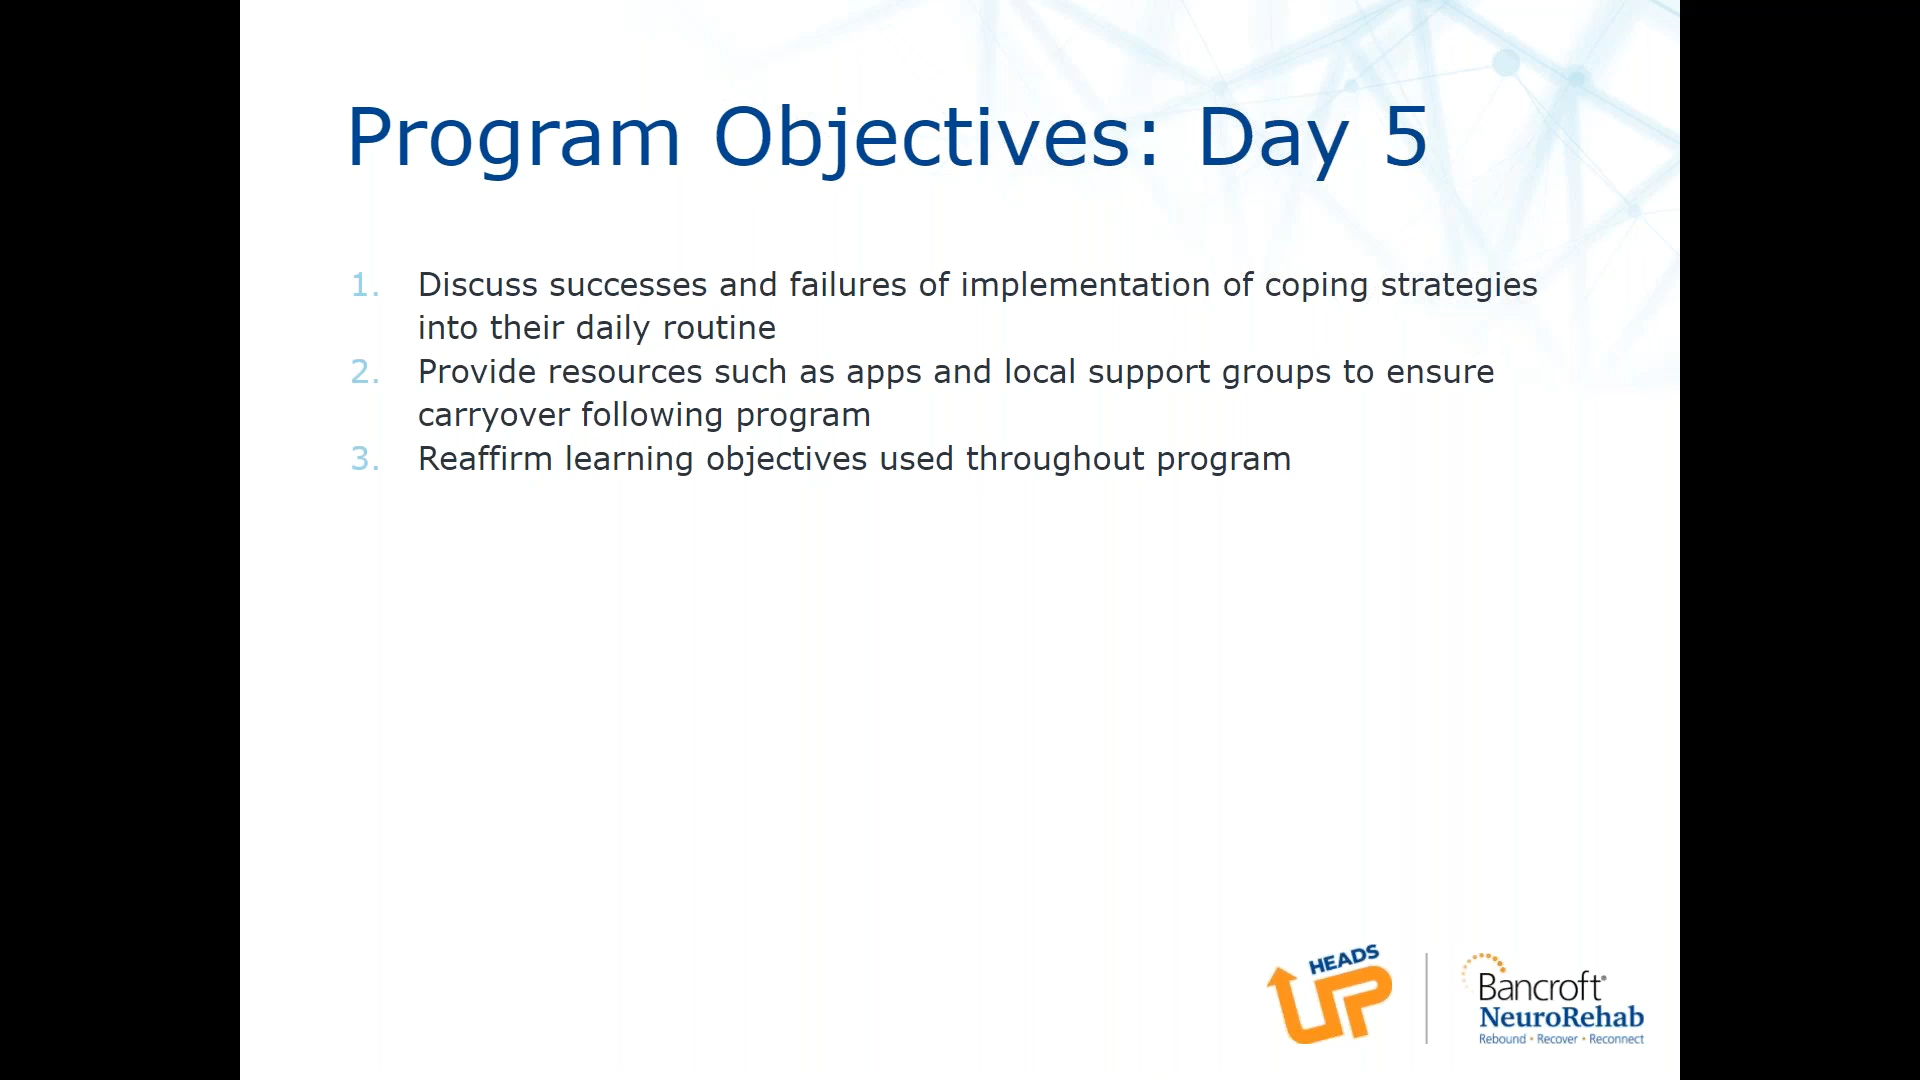 Program Objectives: Day 5
1. Discuss successes and failures of implementation of coping strategies
into their daily routine
2. Provide resources such as apps and local support groups to ensure
carryover following program
3. Reaffirm learning objectives used throughout program
HEADS
UP
Bancroft®
NeuroRehab
Rebound • Recover • Reconnect